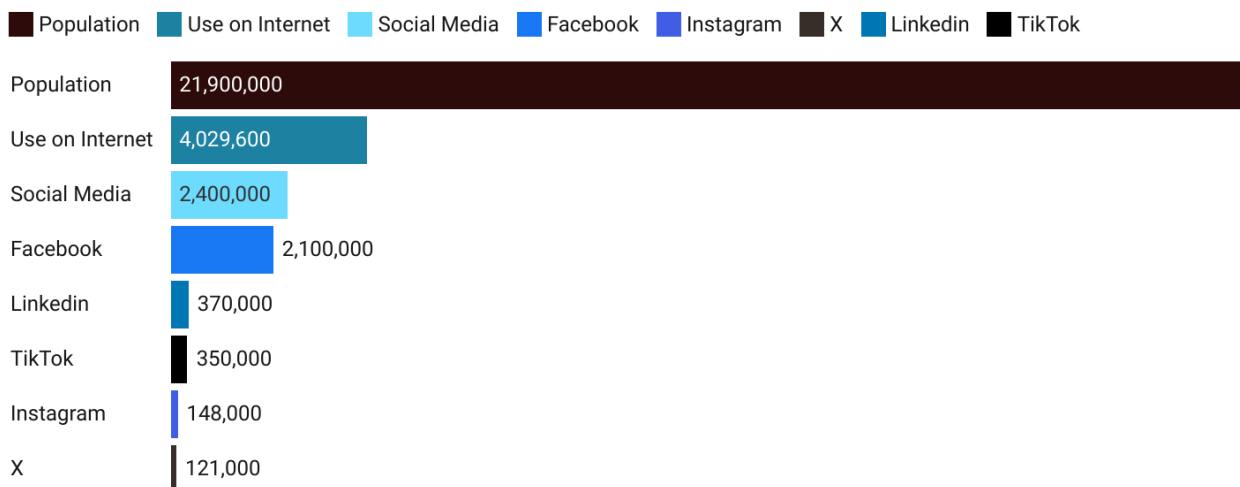 Population Use on Internet Social Media Facebook Instagram X Linkedin TikTok
Population 21,900,000
Use on Internet 4,029,600
Social Media 2,400,000
Facebook 2,100,000
Linkedin 370,000
TikTok 350,000
Instagram 148,000
X 121,000